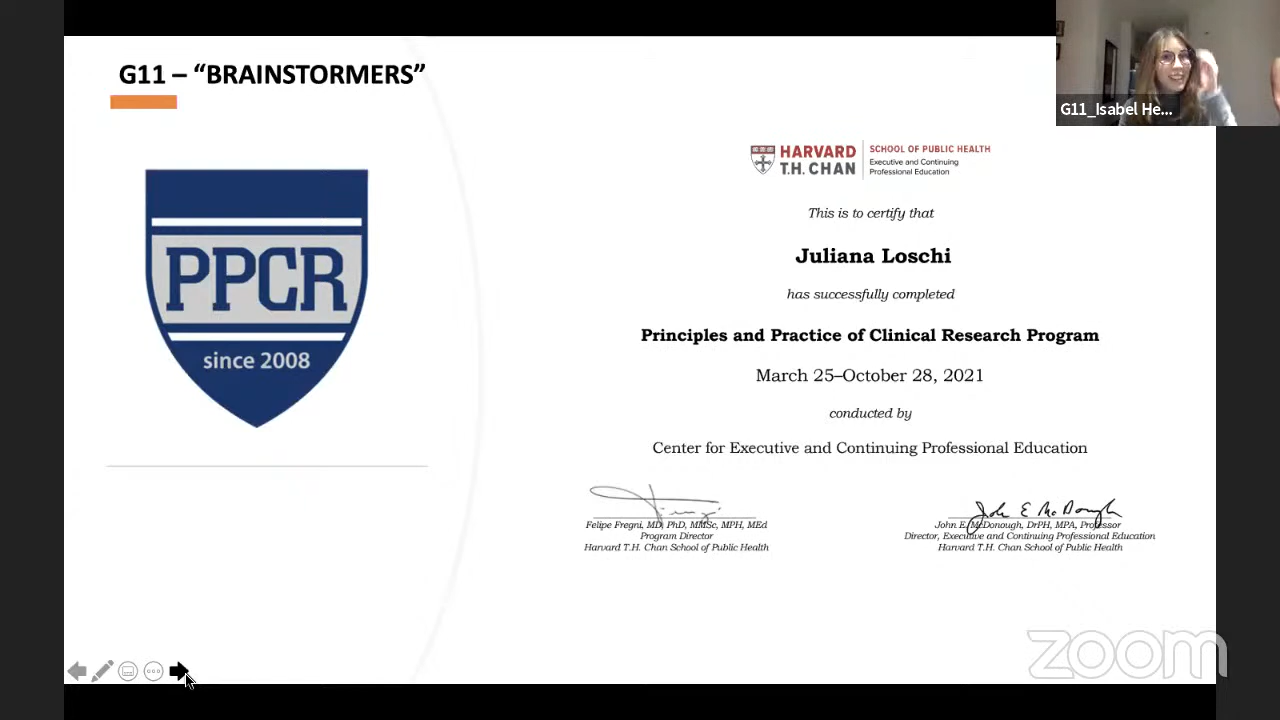 G11 – “BRAINSTORMERS”
G11_Isabel He...
PPCR
since 2008
HARVARD
T.H. CHAN
SCHOOL OF PUBLIC HEALTH
Executive and Continuing
Professional Education
This is to certify that
Juliana Loschi
has successfully completed
Principles and Practice of Clinical Research Program
March 25–October 28, 2021
conducted by
Center for Executive and Continuing Professional Education
John E McDonough
Felipe Fregni, MD, PhD, MMSc, MPH, MEd
Program Director
Harvard T.H. Chan School of Public Health
John E. McDonough, DrPH, MPA, Professor
Director, Executive and Continuing Professional Education
Harvard T.H. Chan School of Public Health
zoom